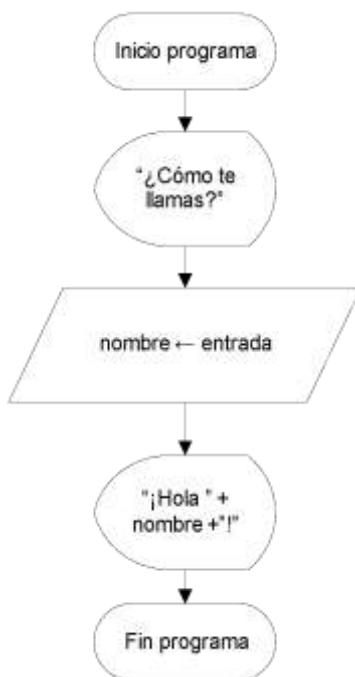 Inicio programa
"¿Cómo te
llamas?"
nombre ← entrada
"¡Hola " +
nombre +"!"
Fin programa